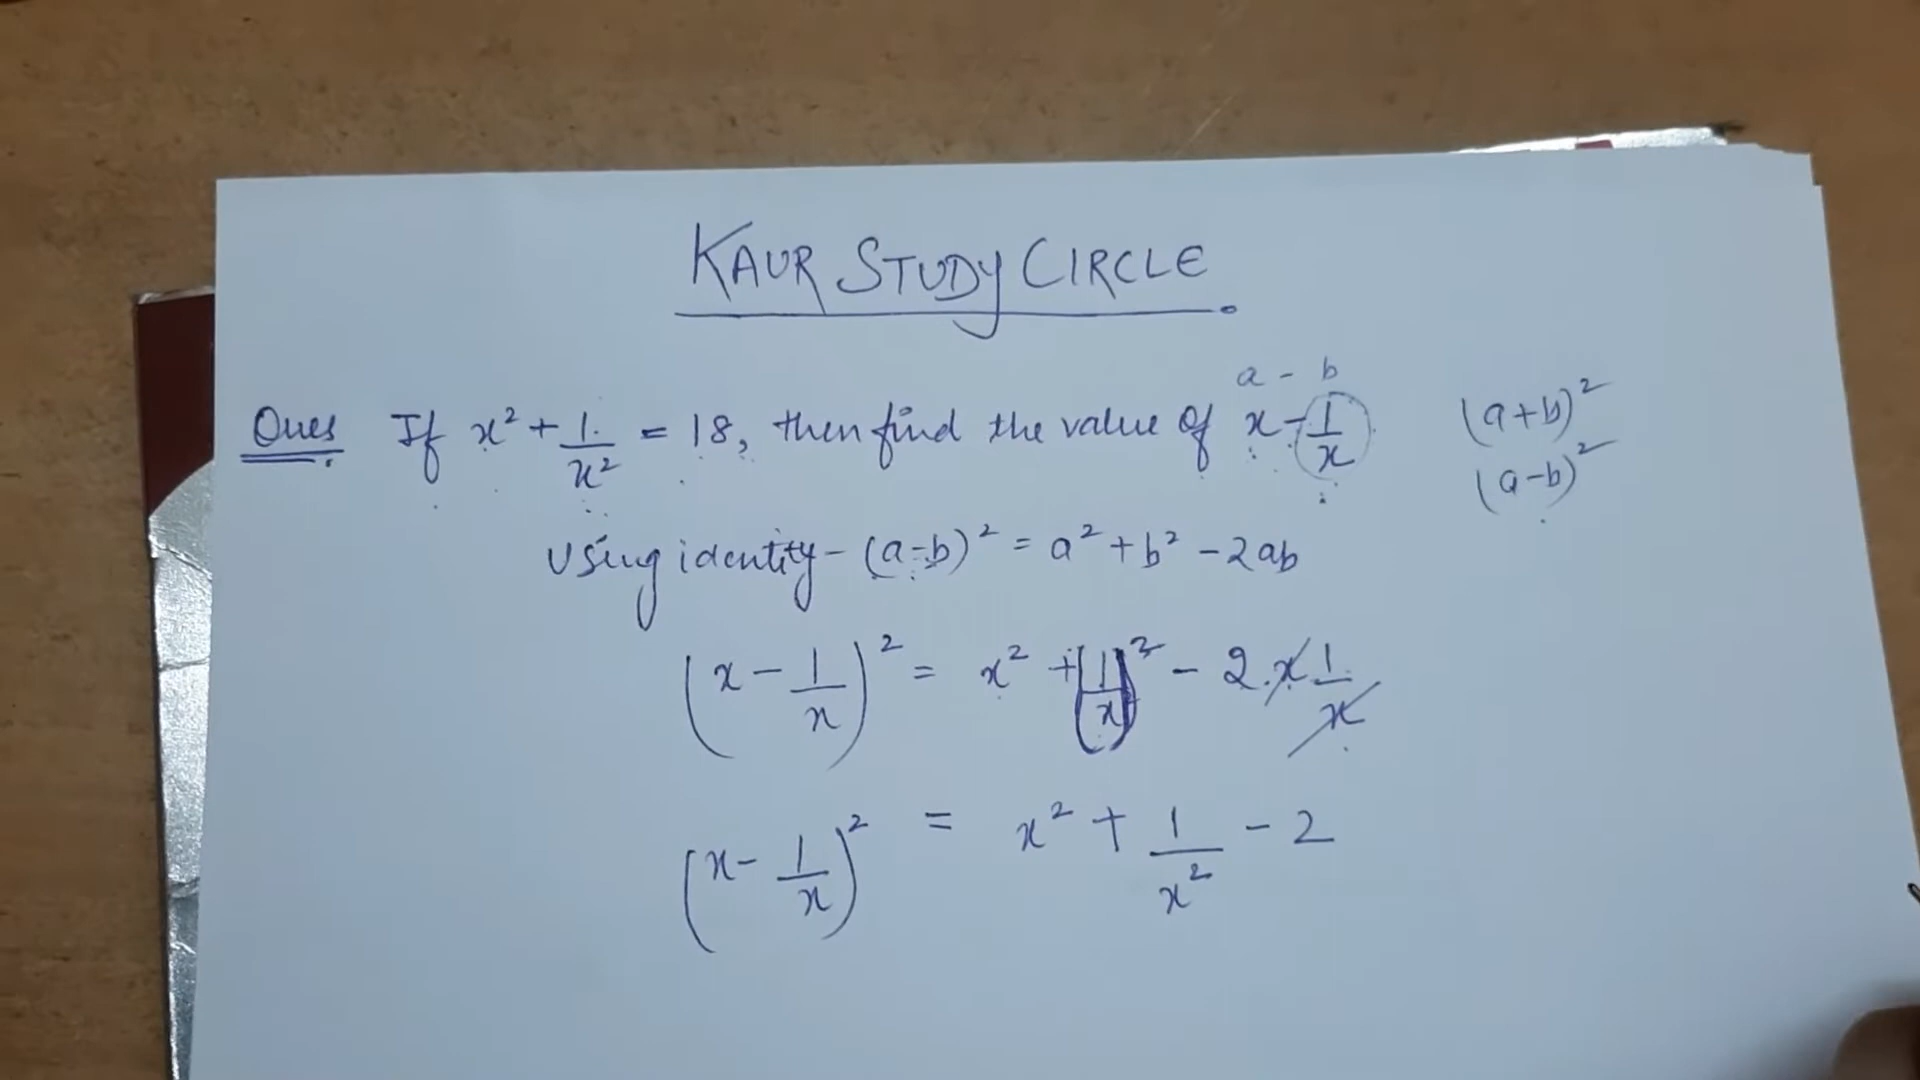 KAUR STUDY CIRCLE.
a - b
Ques If x² + 1/x² = 18, then find the value of x - 1/x
(a+b)²
(a-b)²
Using identity - (a-b)² = a² + b² - 2ab
(x - 1/x)² = x² + (1/x)² - 2.x 1/x
(x - 1/x)² = x² + 1/x² - 2